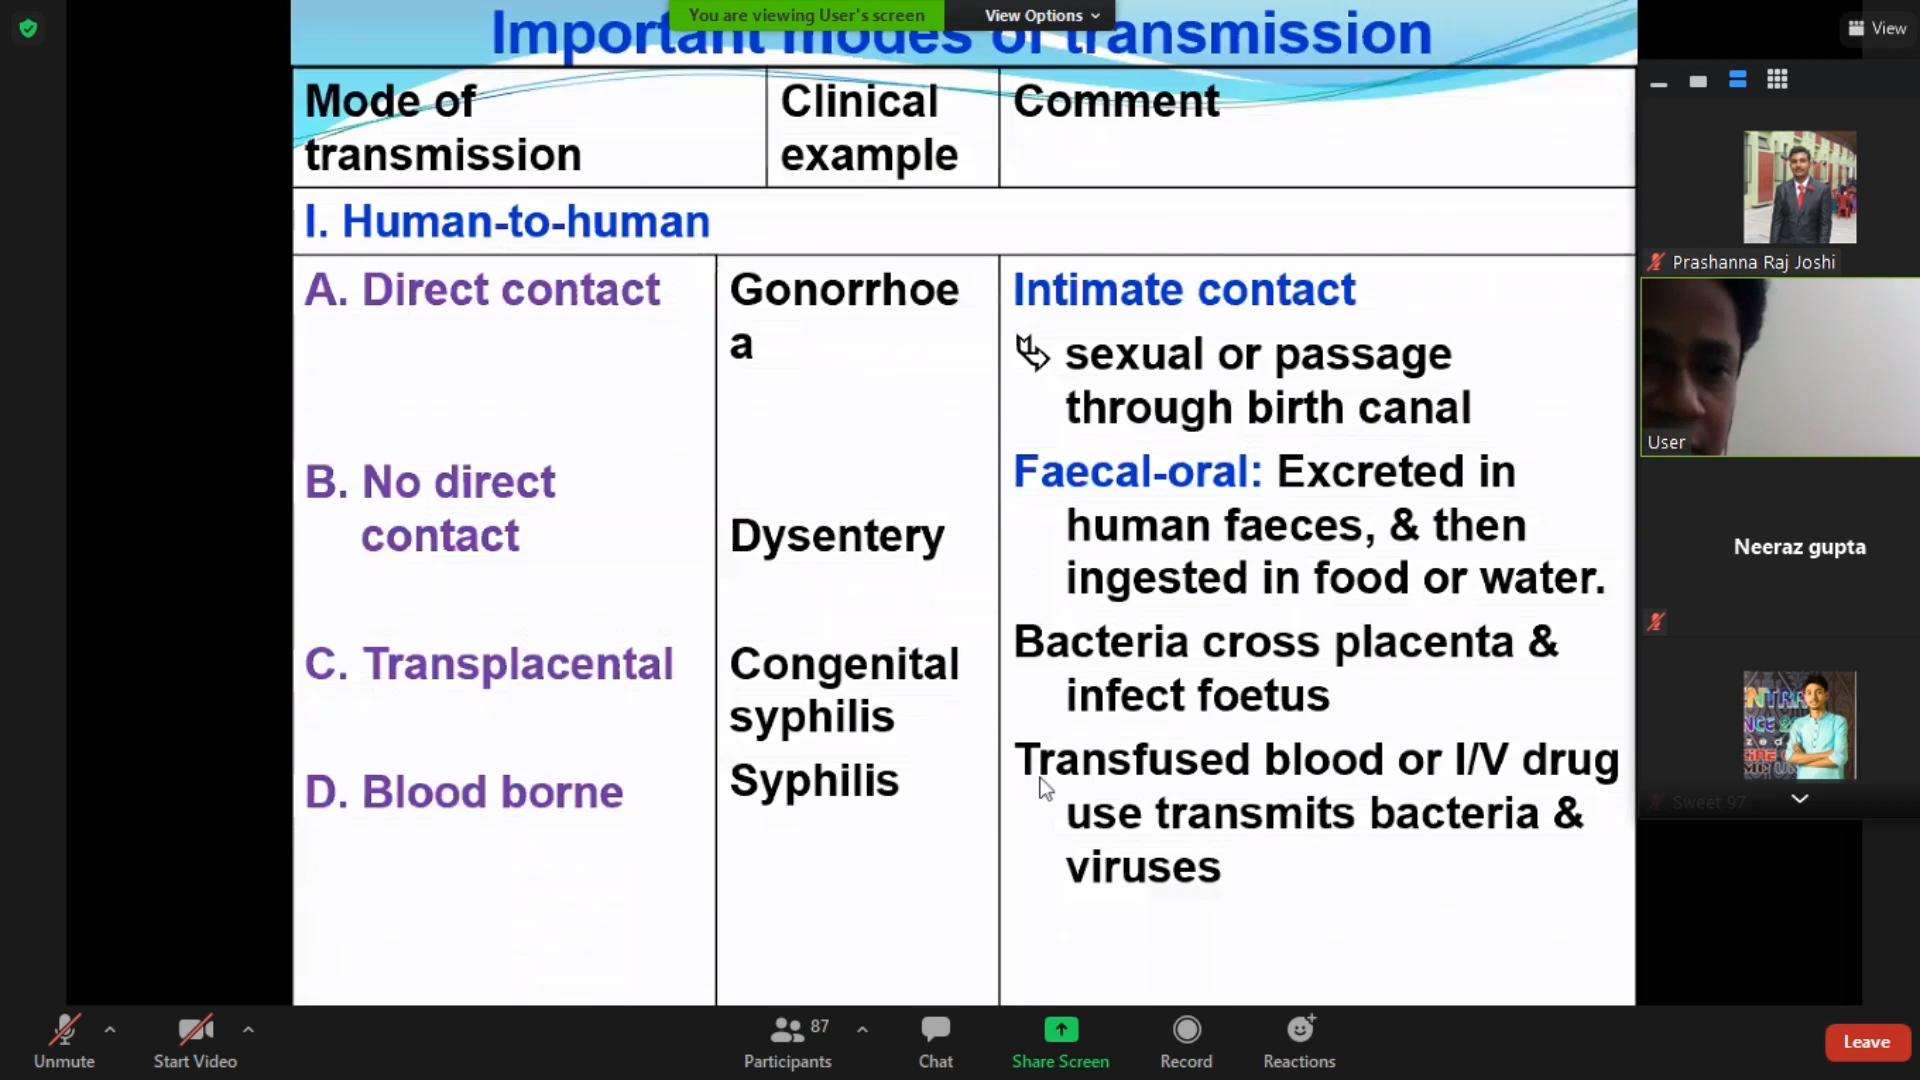 You are viewing User's screen
View Options
View
Important modes of transmission
Mode of
transmission
Clinical
example
Comment
I. Human-to-human
A. Direct contact
Gonorrhoe
a
Intimate contact
sexual or passage
through birth canal
B. No direct
contact
Dysentery
Faecal-oral: Excreted in
human faeces, & then
ingested in food or water.
C. Transplacental
Congenital
syphilis
Bacteria cross placenta &
infect foetus
D. Blood borne
Syphilis
Transfused blood or I/V drug
use transmits bacteria &
viruses
Prashanna Raj Joshi
User
Neeraz gupta
Sweet 97
Unmute
Start Video
87
Participants
Chat
Share Screen
Record
Reactions
Leave